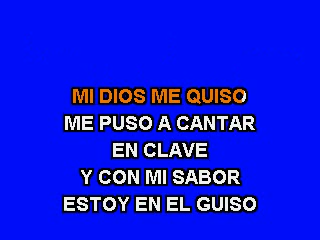 MI DIOS ME QUISO
ME PUSO A CANTAR
EN CLAVE
Y CON MI SABOR
ESTOY EN EL GUISO